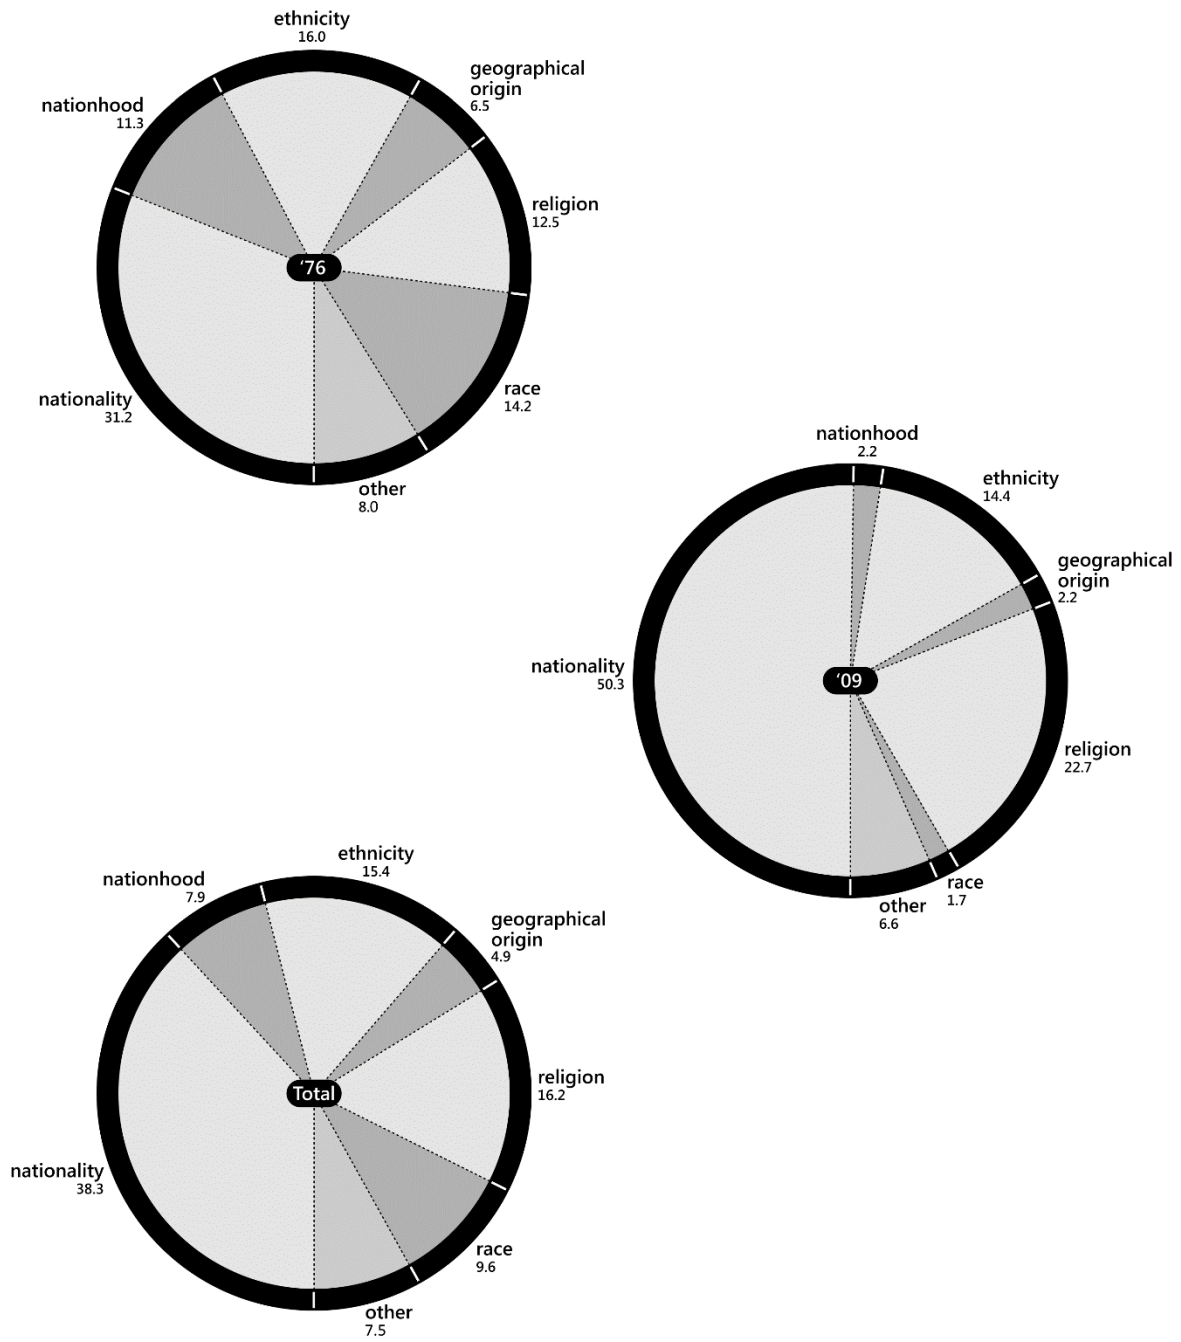 ethnicity
16.0
geographical
origin
6.5
nationhood
11.3
religion
12.5
‘76
race
14.2
nationality
31.2
other
8.0
nationhood
2.2
ethnicity
14.4
geographical
origin
2.2
nationality
50.3
‘09
religion
22.7
race
1.7
other
6.6
ethnicity
15.4
nationhood
7.9
geographical
origin
4.9
religion
16.2
Total
nationality
38.3
race
9.6
other
7.5